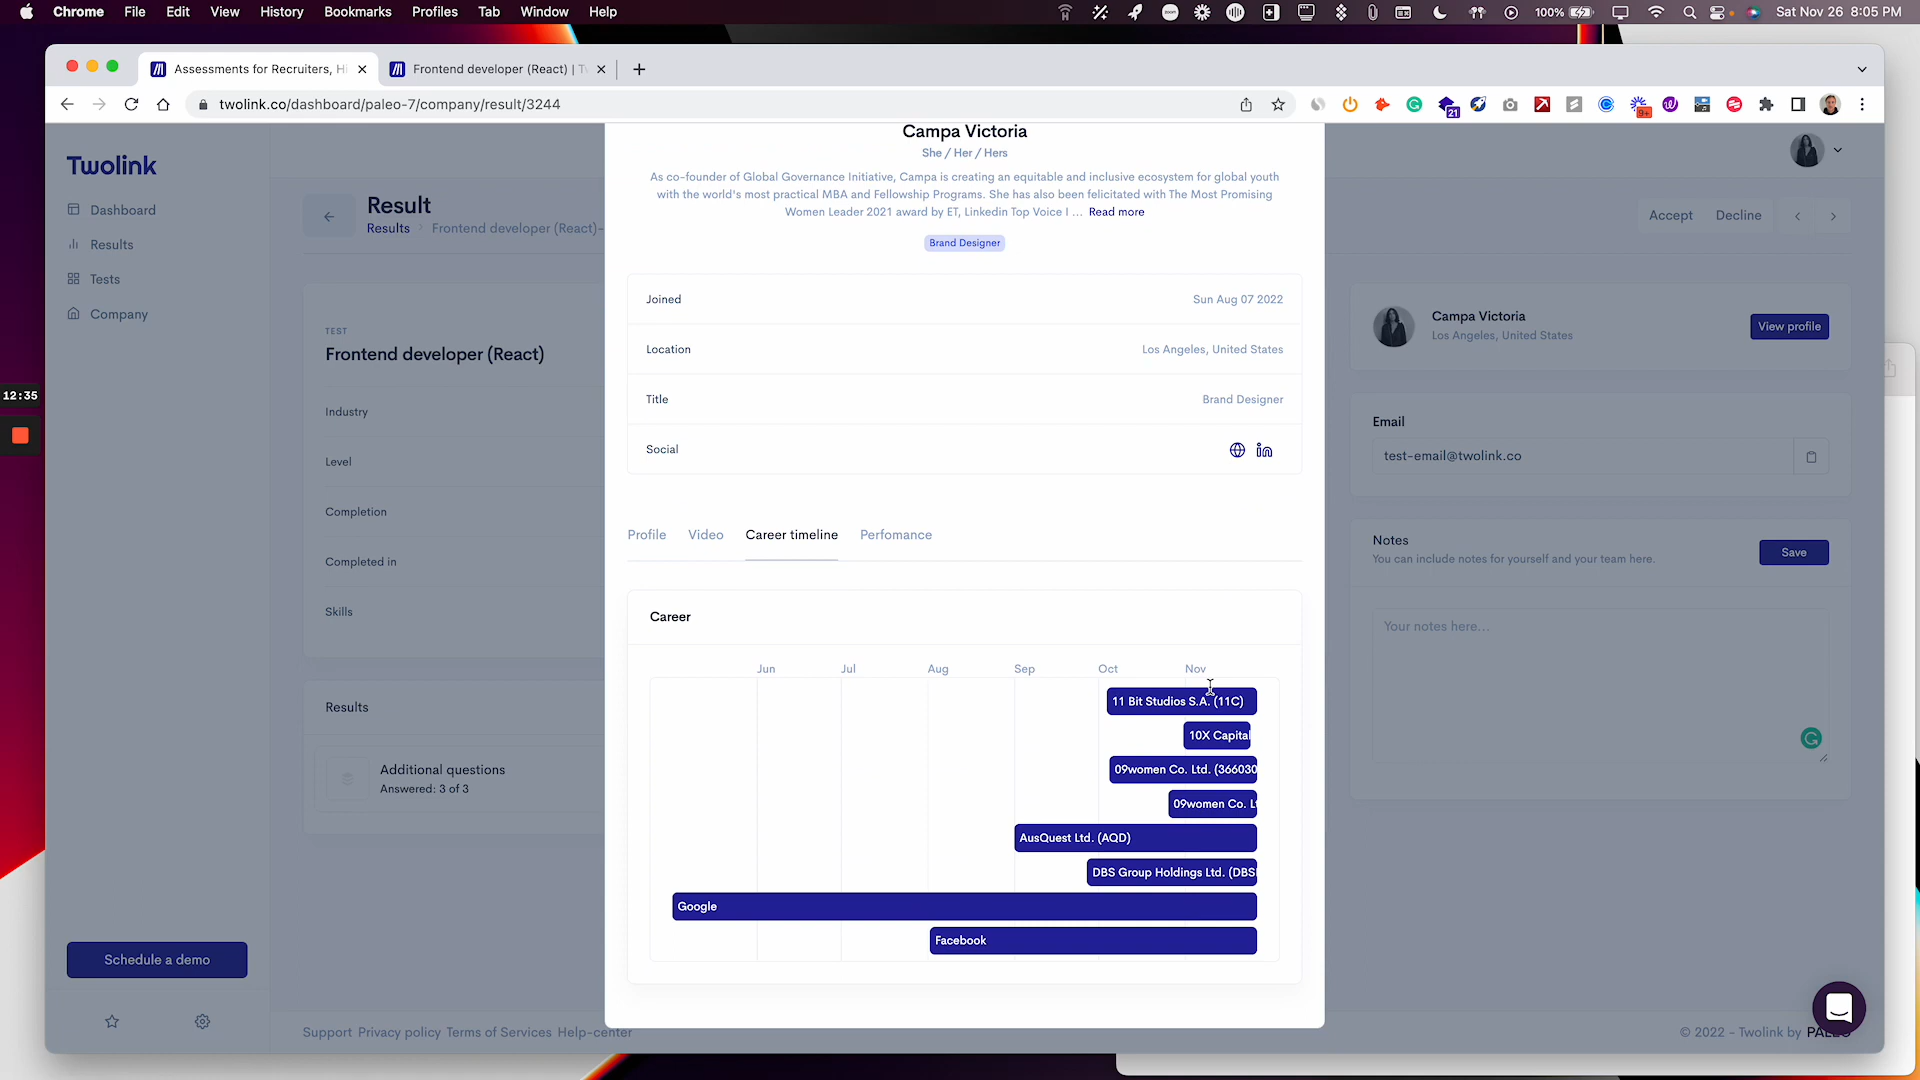 Chrome File Edit View History Bookmarks Profiles Tab Window Help
100%
Sat Nov 26 8:05 PM
Assessments for Recruiters, Hi
Frontend developer (React) | Tw
twolink.co/dashboard/paleo-7/company/result/3244
21
9+
12:35
Twolink
Dashboard
Results
Tests
Company
Schedule a demo
Result
Results
Frontend developer (React)-
Accept
Decline
TEST
Frontend developer (React)
Industry
Level
Completion
Completed in
Skills
Results
Additional questions
Answered: 3 of 3
Campa Victoria
She / Her / Hers
As co-founder of Global Governance Initiative, Campa is creating an equitable and inclusive ecosystem for global youth
with the world's most practical MBA and Fellowship Programs. She has also been felicitated with The Most Promising
Women Leader 2021 award by ET, Linkedin Top Voice I ... Read more
Brand Designer
Joined
Sun Aug 07 2022
Location
Los Angeles, United States
Title
Brand Designer
Social
Profile
Video
Career timeline
Perfomance
Career
Jun Jul Aug Sep Oct Nov
11 Bit Studios S.A. (11C)
10X Capital
09women Co. Ltd. (366030
09women Co. Lt
AusQuest Ltd. (AQD)
DBS Group Holdings Ltd. (DBS
Google
Facebook
Campa Victoria
Los Angeles, United States
View profile
Email
test-email@twolink.co
Notes
You can include notes for yourself and your team here.
Save
Your notes here...
Support Privacy policy Terms of Services Help-center
© 2022 - Twolink by PALEO